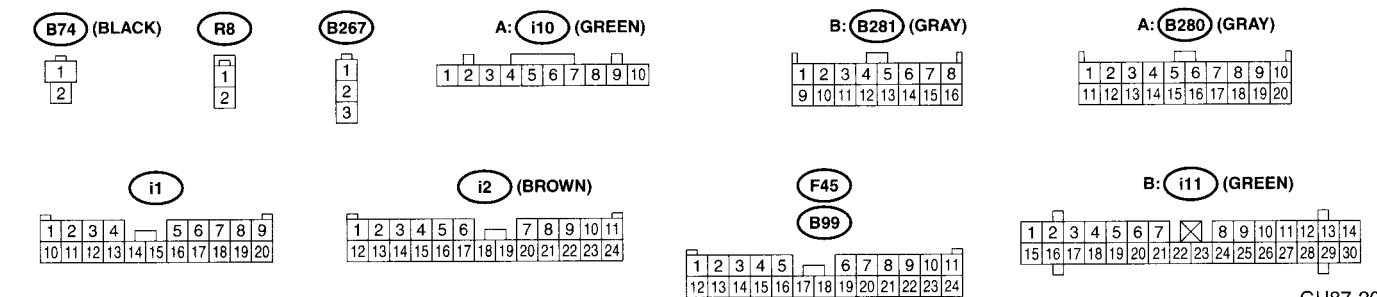 B74 (BLACK)
1
2
R8
1
2
B267
1
2
3
A: i10 (GREEN)
1 2 3 4 5 6 7 8 9 10
B: B281 (GRAY)
1 2 3 4 5 6 7 8
9 10 11 12 13 14 15 16
A: B280 (GRAY)
1 2 3 4 5 6 7 8 9 10
11 12 13 14 15 16 17 18 19 20
i1
1 2 3 4 5 6 7 8 9
10 11 12 13 14 15 16 17 18 19 20
i2 (BROWN)
1 2 3 4 5 6 7 8 9 10 11
12 13 14 15 16 17 18 19 20 21 22 23 24
F45
B99
1 2 3 4 5 6 7 8 9 10 11
12 13 14 15 16 17 18 19 20 21 22 23 24
B: i11 (GREEN)
1 2 3 4 5 6 7 8 9 10 11 12 13 14
15 16 17 18 19 20 21 22 23 24 25 26 27 28 29 30